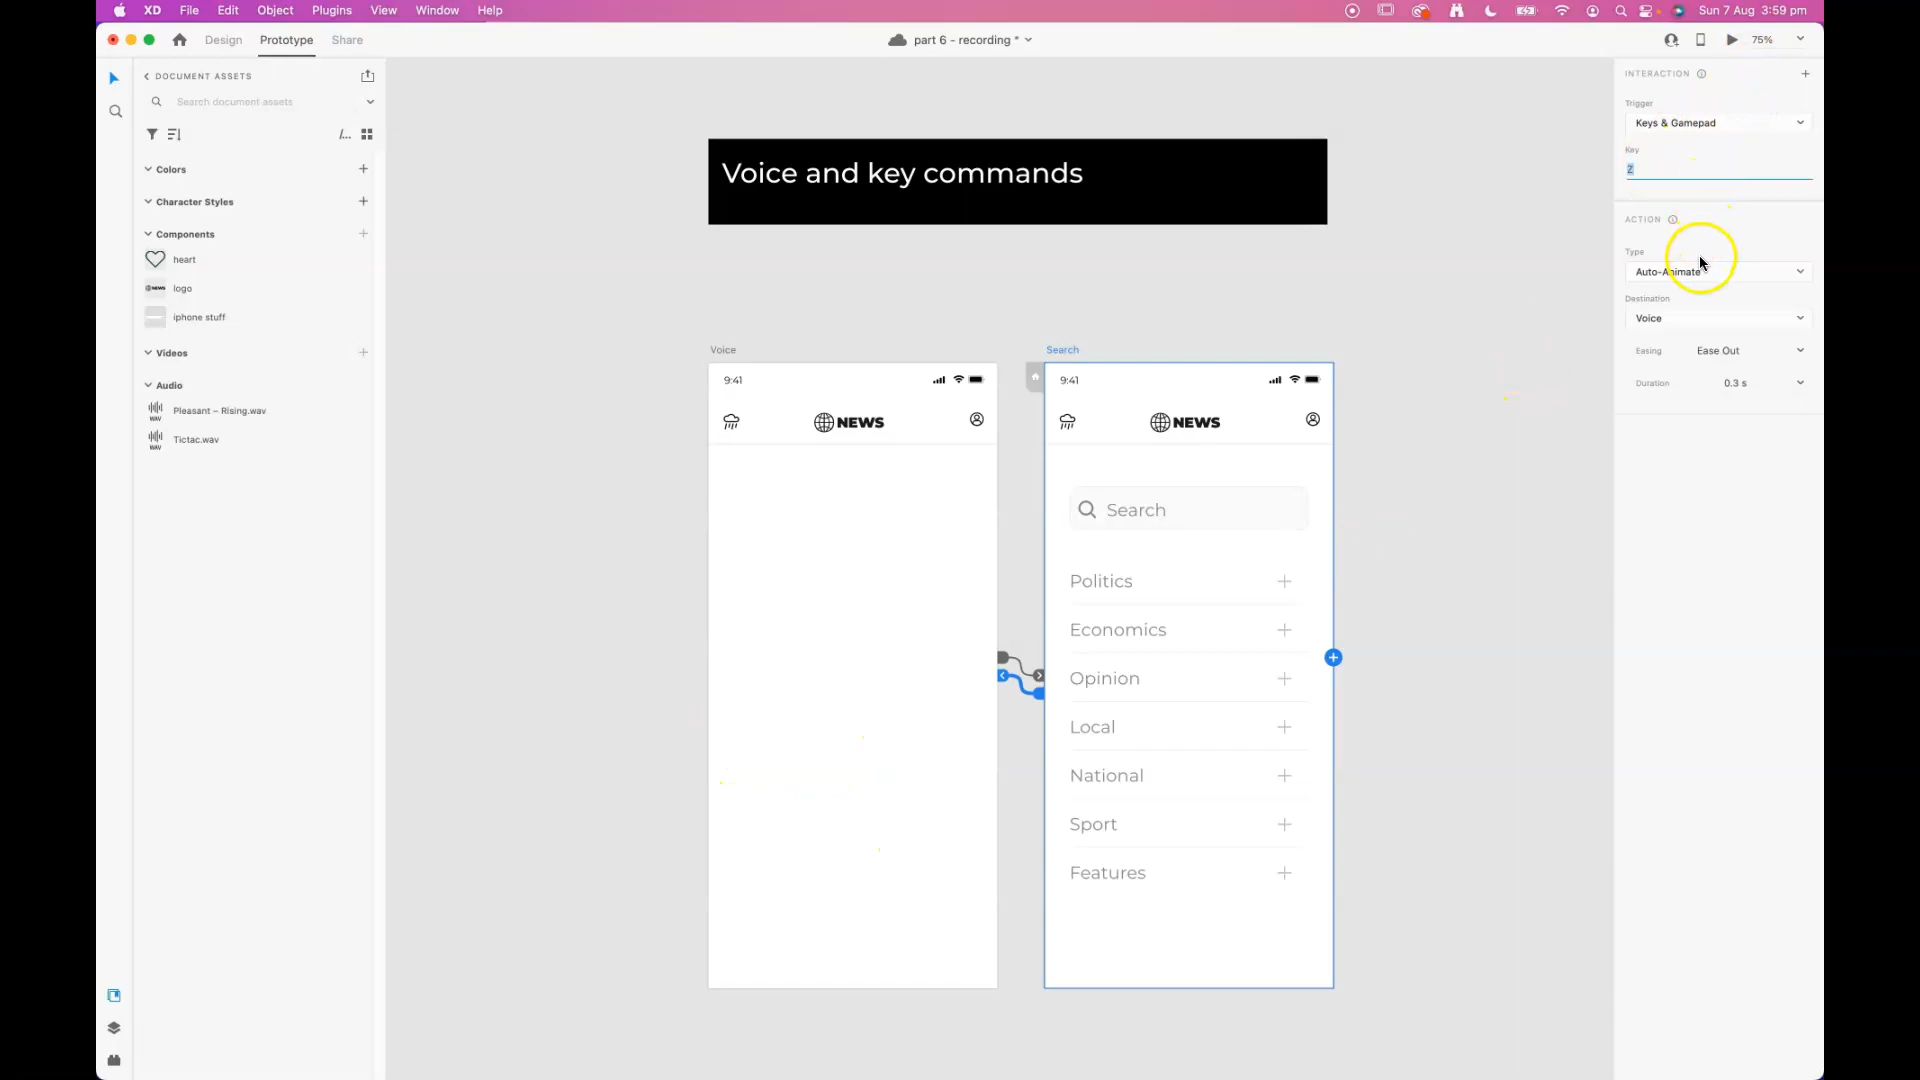 XD File Edit Object Plugins View Window Help
Sun 7 Aug 3:59 pm
Design Prototype Share
part 6 - recording *
75%
DOCUMENT ASSETS
Search document assets
/...
Colors
Character Styles
Components
heart
NEWS logo
iphone stuff
Videos
Audio
WAV Pleasant – Rising.wav
WAV Tictac.wav
Voice and key commands
Voice
9:41
NEWS
Search
9:41
NEWS
Search
Politics
Economics
Opinion
Local
National
Sport
Features
INTERACTION
Trigger
Keys & Gamepad
Key
Z
ACTION
Type
Auto-Animate
Destination
Voice
Easing Ease Out
Duration 0.3 s